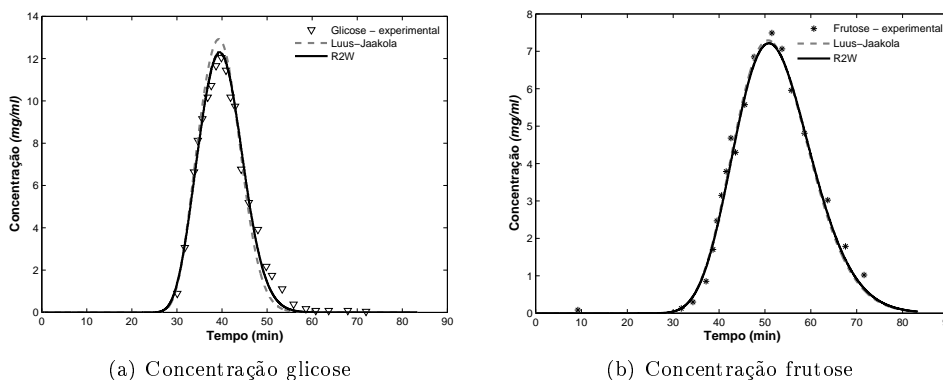 Glicose − experimental
Luus−Jaakola
R2W
Concentração (mg/ml)
14
12
10
8
6
4
2
0
0 10 20 30 40 50 60 70 80 90
Tempo (min)
(a) Concentração glicose
Frutose − experimental
Luus−Jaakola
R2W
Concentração (mg/ml)
8
7
6
5
4
3
2
1
0
0 10 20 30 40 50 60 70 80
Tempo (min)
(b) Concentração frutose